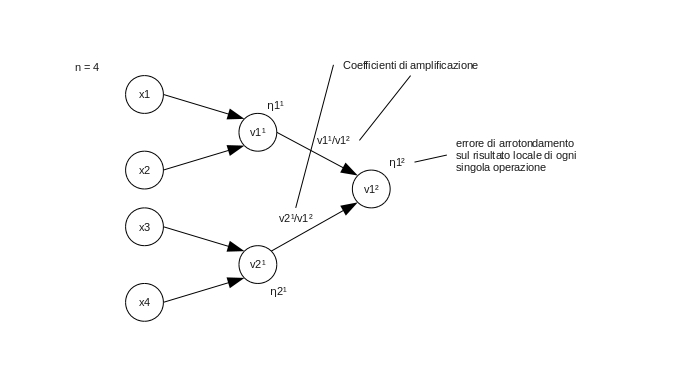 n = 4
Coefficienti di amplificazione
x1
η1¹
v1¹
v1¹/v1²
x2
η1²
errore di arrotondamento
sul risultato locale di ogni
singola operazione
v1²
x3
v2¹/v1²
v2¹
η2¹
x4